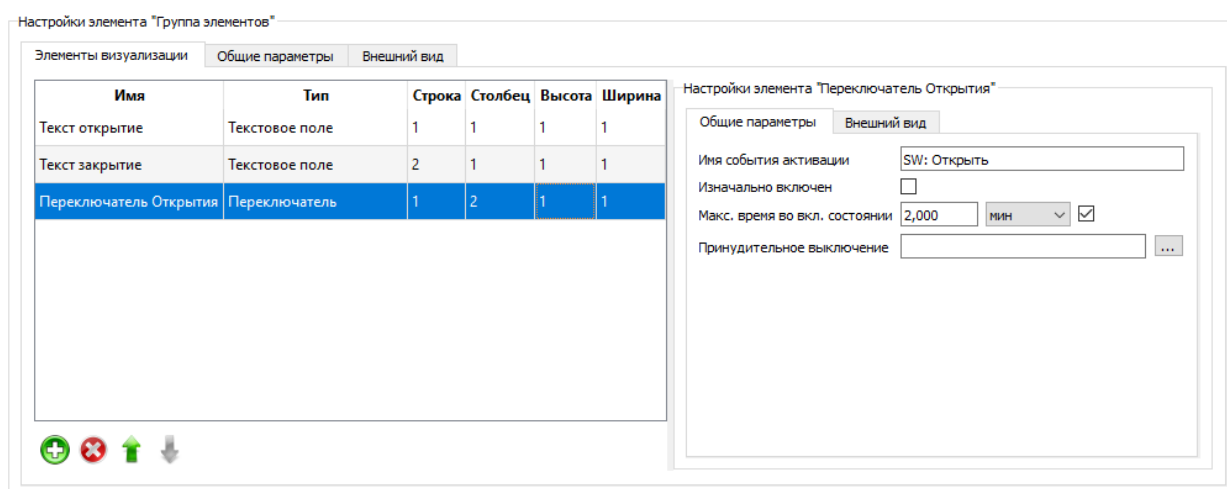 Настройки элемента "Группа элементов"
Элементы визуализации Общие параметры Внешний вид
Имя Тип Строка Столбец Высота Ширина
Текст открытие Текстовое поле 1 1 1 1
Текст закрытие Текстовое поле 2 1 1 1
Переключатель Открытия Переключатель 1 2 1 1
Настройки элемента "Переключатель Открытия"
Общие параметры Внешний вид
Имя события активации SW: Открыть
Изначально включен
Макс. время во вкл. состоянии 2,000 мин
Принудительное выключение ...